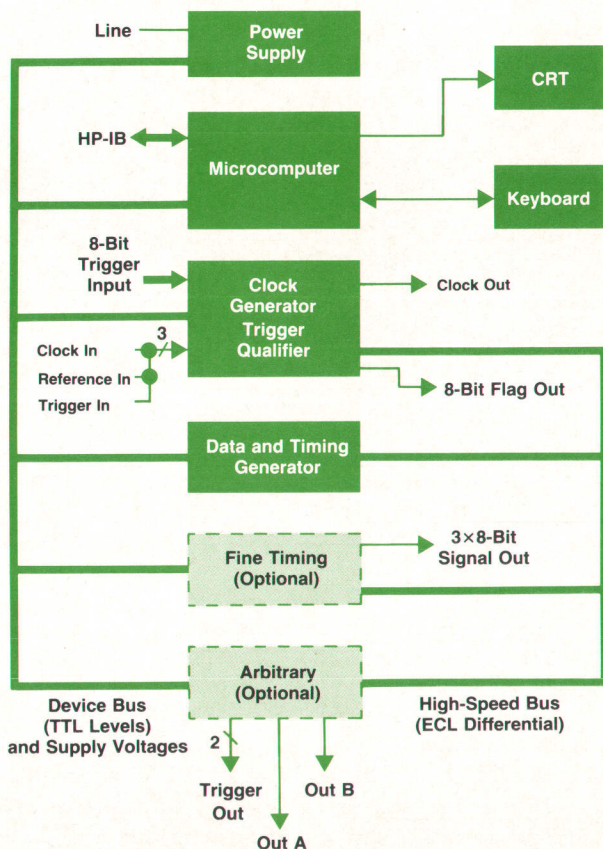 Line
Power
Supply
CRT
HP-IB
Microcomputer
Keyboard
8-Bit
Trigger
Input
Clock
Generator
Trigger
Qualifier
Clock Out
3
Clock In
Reference In
Trigger In
8-Bit Flag Out
Data and Timing
Generator
Fine Timing
(Optional)
3×8-Bit
Signal Out
Arbitrary
(Optional)
Device Bus
(TTL Levels)
and Supply Voltages
High-Speed Bus
(ECL Differential)
2
Trigger
Out
Out B
Out A